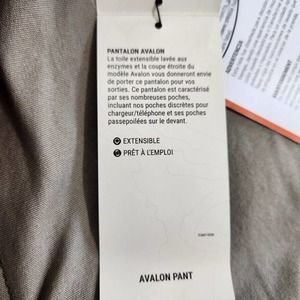 PANTALON AVALON
La toile extensible lavée aux
enzymes et la coupe étroite du
modèle Avalon vous donneront envie
de porter ce pantalon pour vos
sorties. Ce pantalon est caractérisé
par ses nombreuses poches,
incluant nos poches discrètes pour
chargeur/téléphone et ses poches
passepoilées sur le devant.
EXTENSIBLE
PRÊT À L'EMPLOI
AVALON PANT